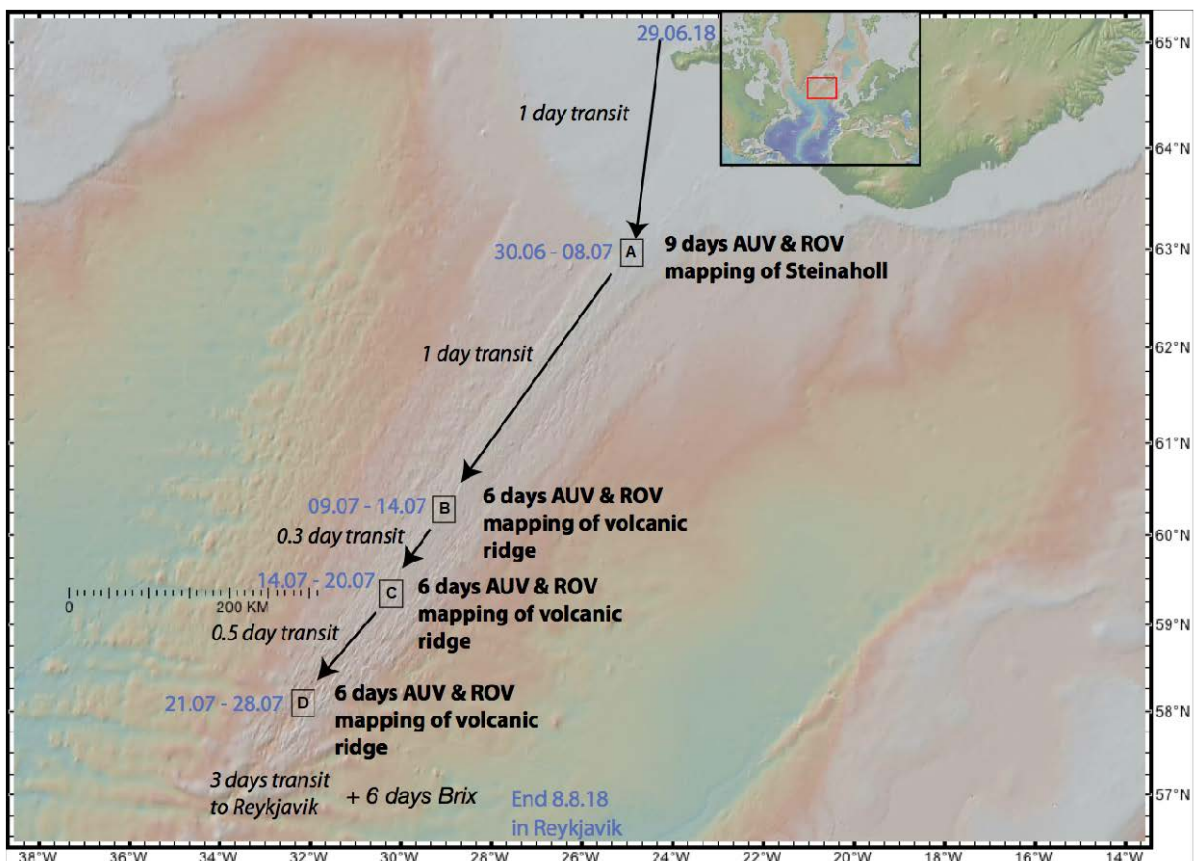 29.06.18
65°N
1 day transit
64°N
30.06 - 08.07
A
9 days AUV & ROV
mapping of Steinaholl
63°N
1 day transit
62°N
61°N
09.07 - 14.07
B
6 days AUV & ROV
mapping of volcanic
ridge
0.3 day transit
60°N
14.07 - 20.07
C
6 days AUV & ROV
mapping of volcanic
ridge
0
200 KM
0.5 day transit
59°N
21.07 - 28.07
D
6 days AUV & ROV
mapping of volcanic
ridge
58°N
3 days transit
to Reykjavik
+ 6 days Brix
End 8.8.18
in Reykjavik
57°N
38°W 36°W 34°W 32°W 30°W 28°W 26°W 24°W 22°W 20°W 18°W 16°W 14°W